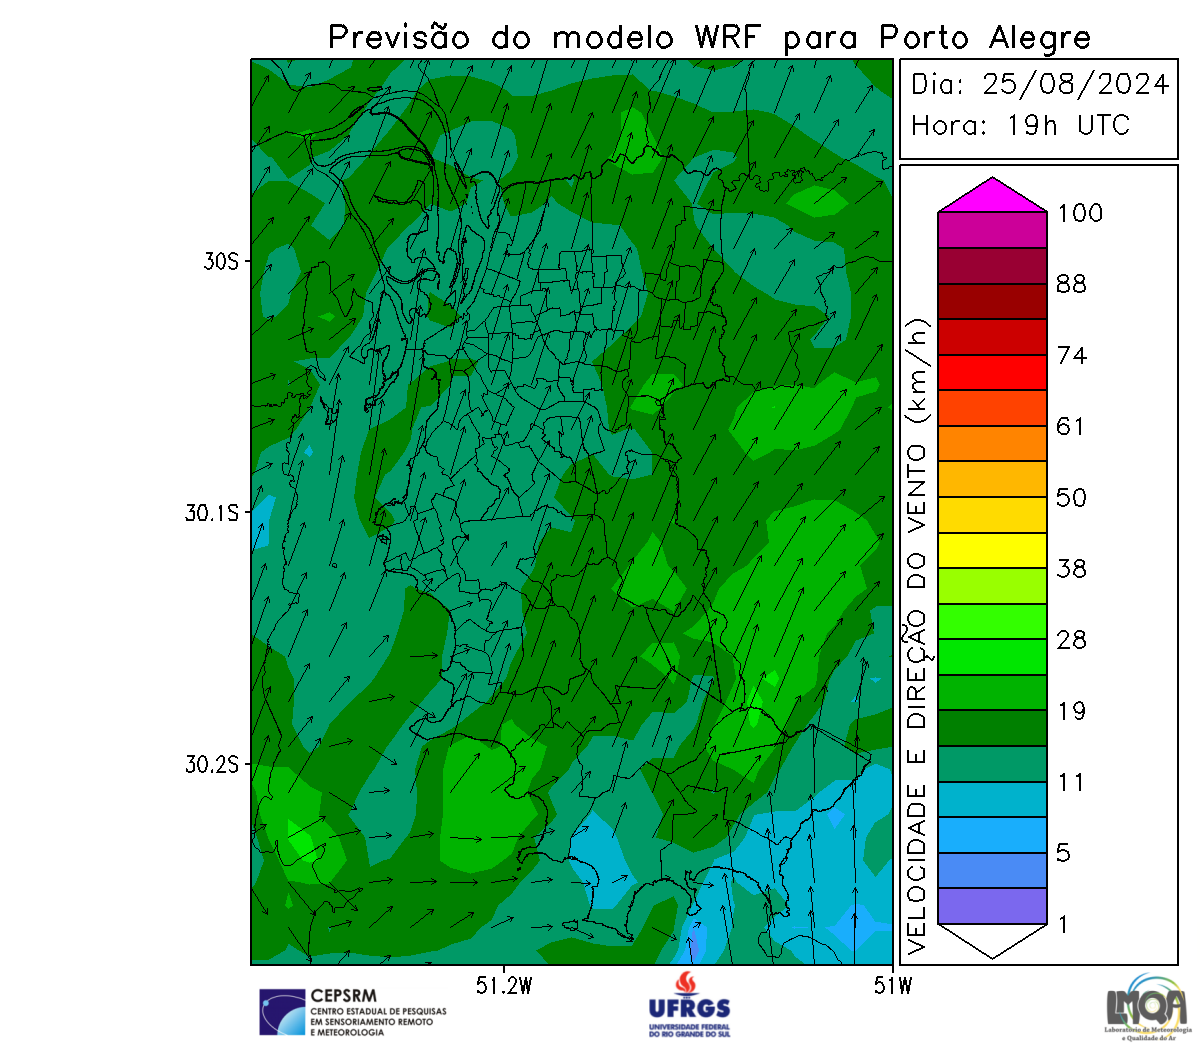 Previsão do modelo WRF para Porto Alegre
Dia: 25/08/2024
Hora: 19h UTC
30S
30.1S
30.2S
51.2W
51W
VELOCIDADE E DIREÇÃO DO VENTO (km/h)
100
88
74
61
50
38
28
19
11
5
1
CEPSRM
CENTRO ESTADUAL DE PESQUISAS
EM SENSORIAMENTO REMOTO
E METEOROLOGIA
UFRGS
UNIVERSIDADE FEDERAL
DO RIO GRANDE DO SUL
LMQA
Laboratório de Meteorologia
e Qualidade do Ar